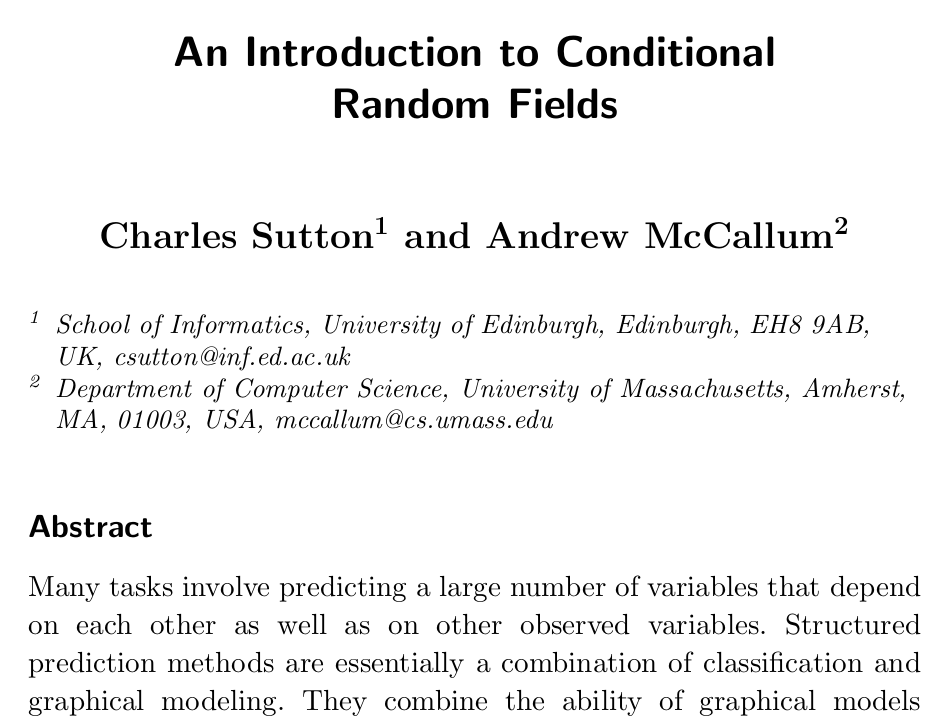 An Introduction to Conditional
Random Fields
Charles Sutton¹ and Andrew McCallum²
¹ School of Informatics, University of Edinburgh, Edinburgh, EH8 9AB,
UK, csutton@inf.ed.ac.uk
² Department of Computer Science, University of Massachusetts, Amherst,
MA, 01003, USA, mccallum@cs.umass.edu
Abstract
Many tasks involve predicting a large number of variables that depend
on each other as well as on other observed variables. Structured
prediction methods are essentially a combination of classification and
graphical modeling. They combine the ability of graphical models